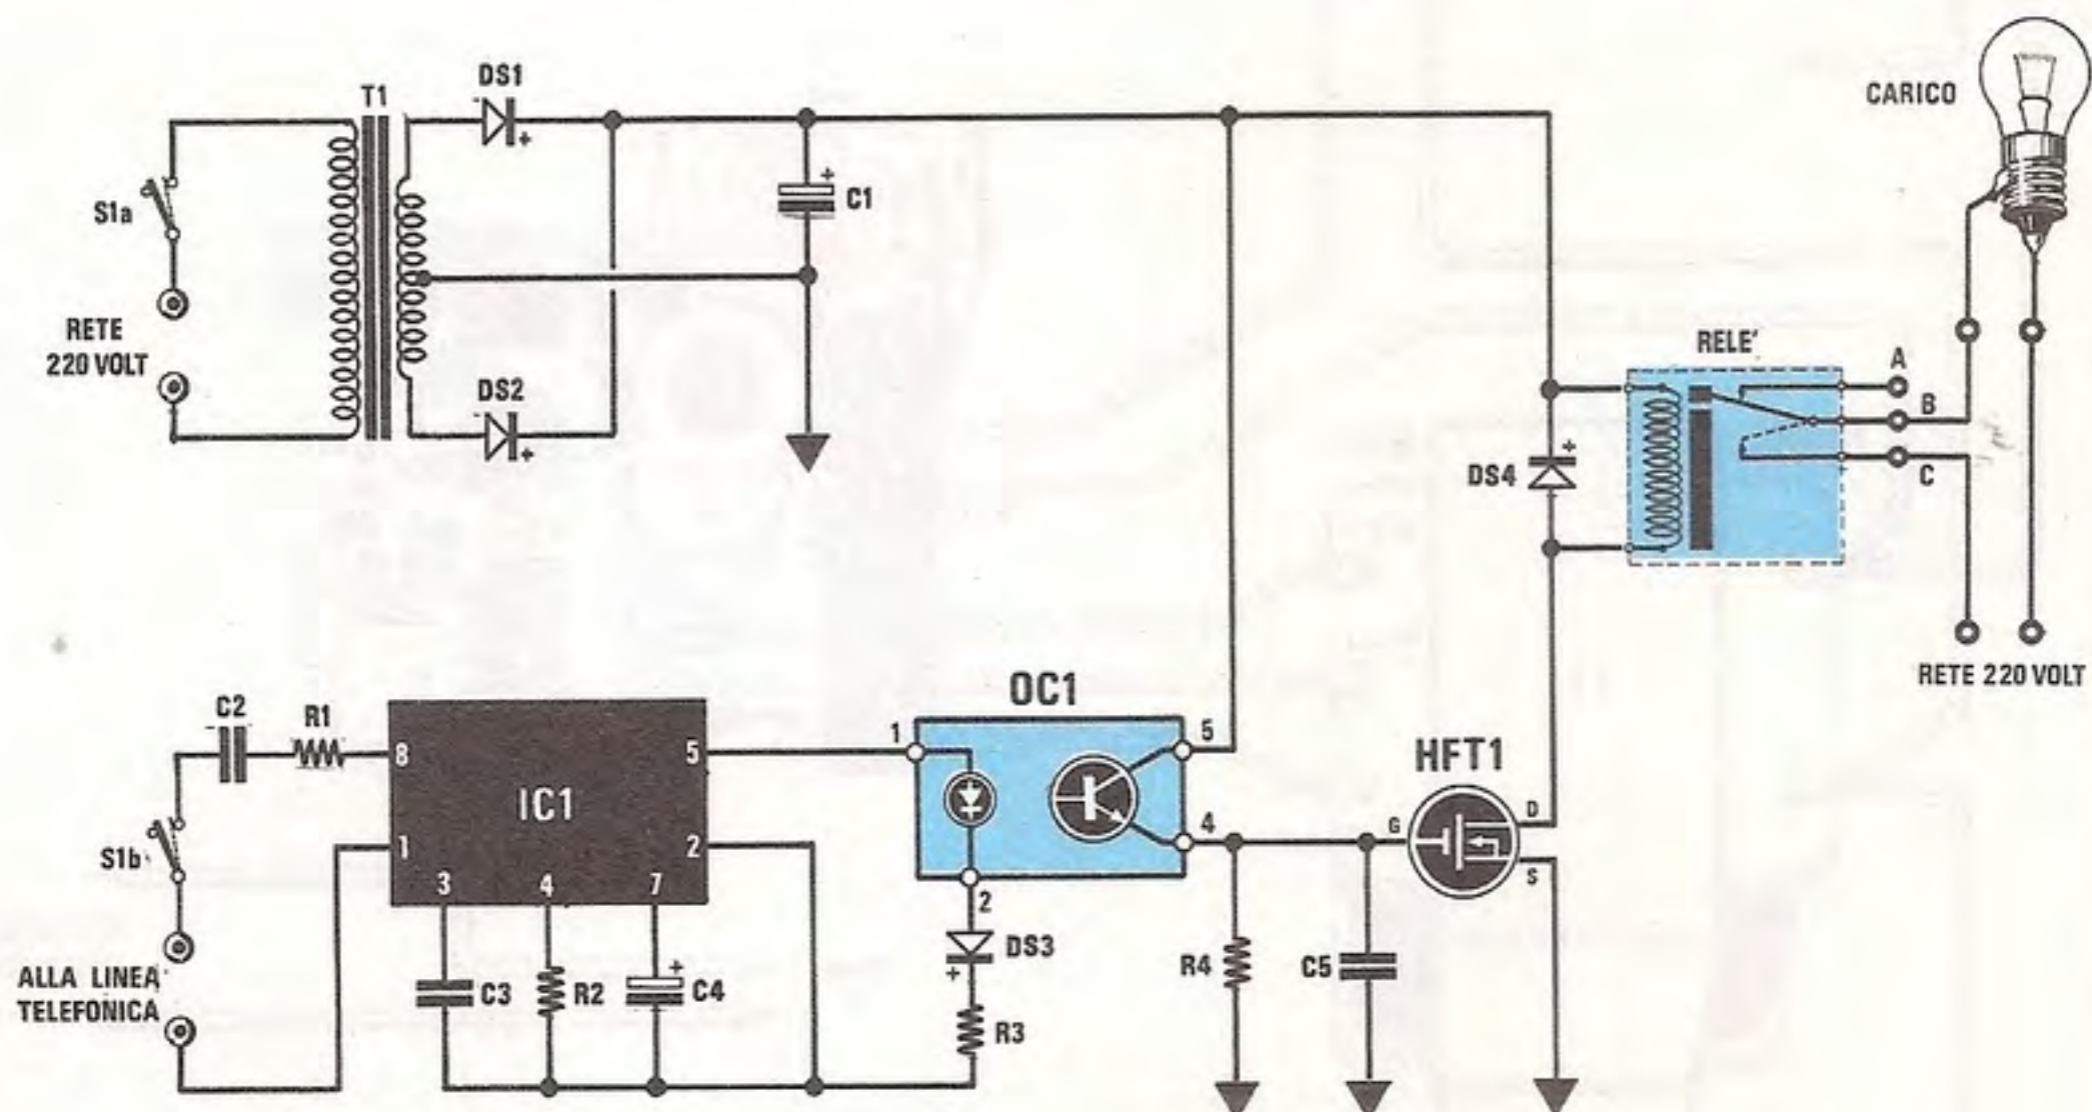 DS1
T1
CARICO
S1a
C1
RETE
220 VOLT
DS2
RELE'
A
B
C
DS4
RETE 220 VOLT
OC1
C2
R1
8
5
1
5
IC1
HFT1
S1b
1
2
4
G
D
S
3
4
7
2
ALLA LINEA
TELEFONICA
C3
R2
C4
DS3
R3
R4
C5